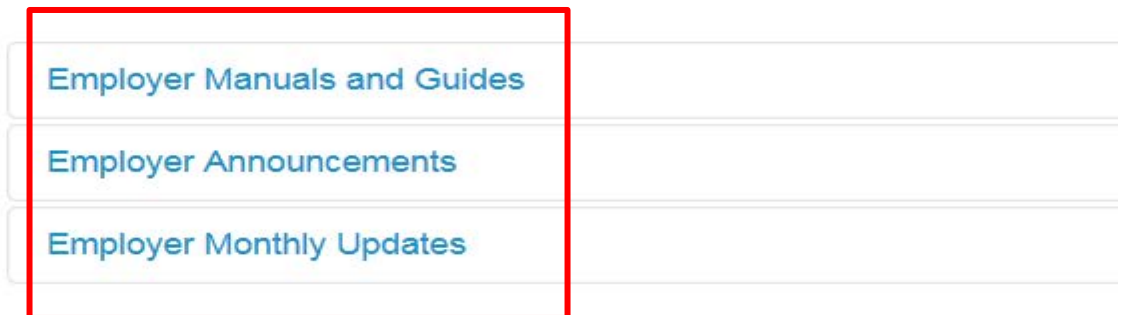 Employer Manuals and Guides
Employer Announcements
Employer Monthly Updates